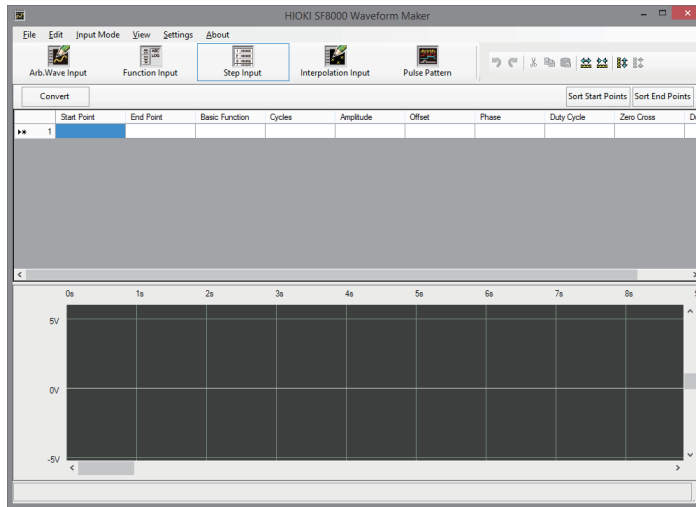 HIOKI SF8000 Waveform Maker
File Edit Input Mode View Settings About
Arb.Wave Input Function Input Step Input Interpolation Input Pulse Pattern
Convert Sort Start Points Sort End Points
Start Point End Point Basic Function Cycles Amplitude Offset Phase Duty Cycle Zero Cross
1
0s 1s 2s 3s 4s 5s 6s 7s 8s
5V
0V
-5V